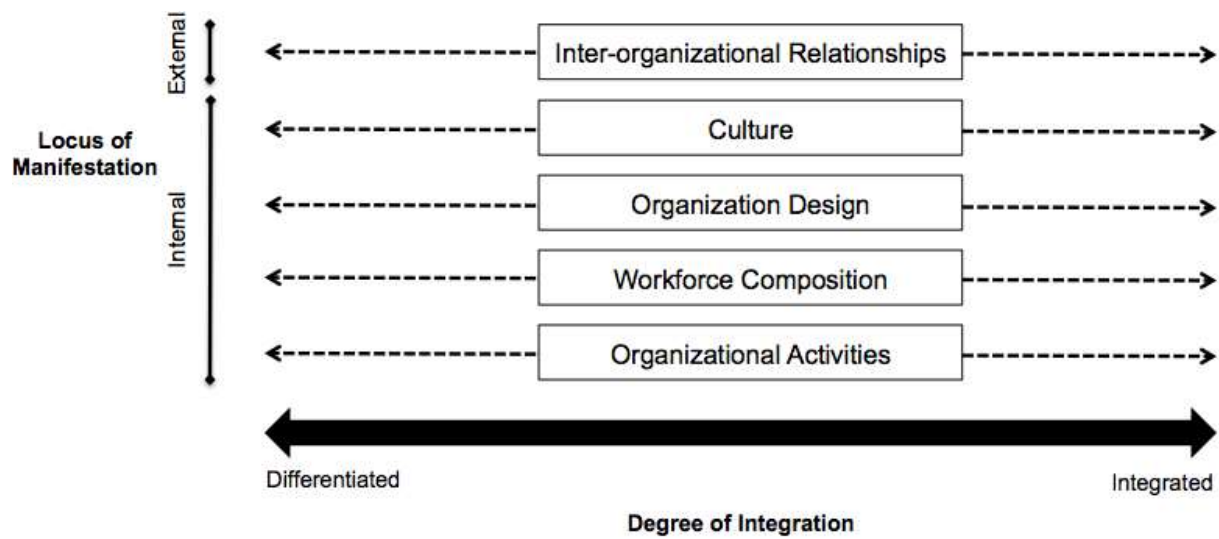 External
Inter-organizational Relationships
Culture
Locus of
Manifestation
Organization Design
Internal
Workforce Composition
Organizational Activities
Differentiated
Integrated
Degree of Integration